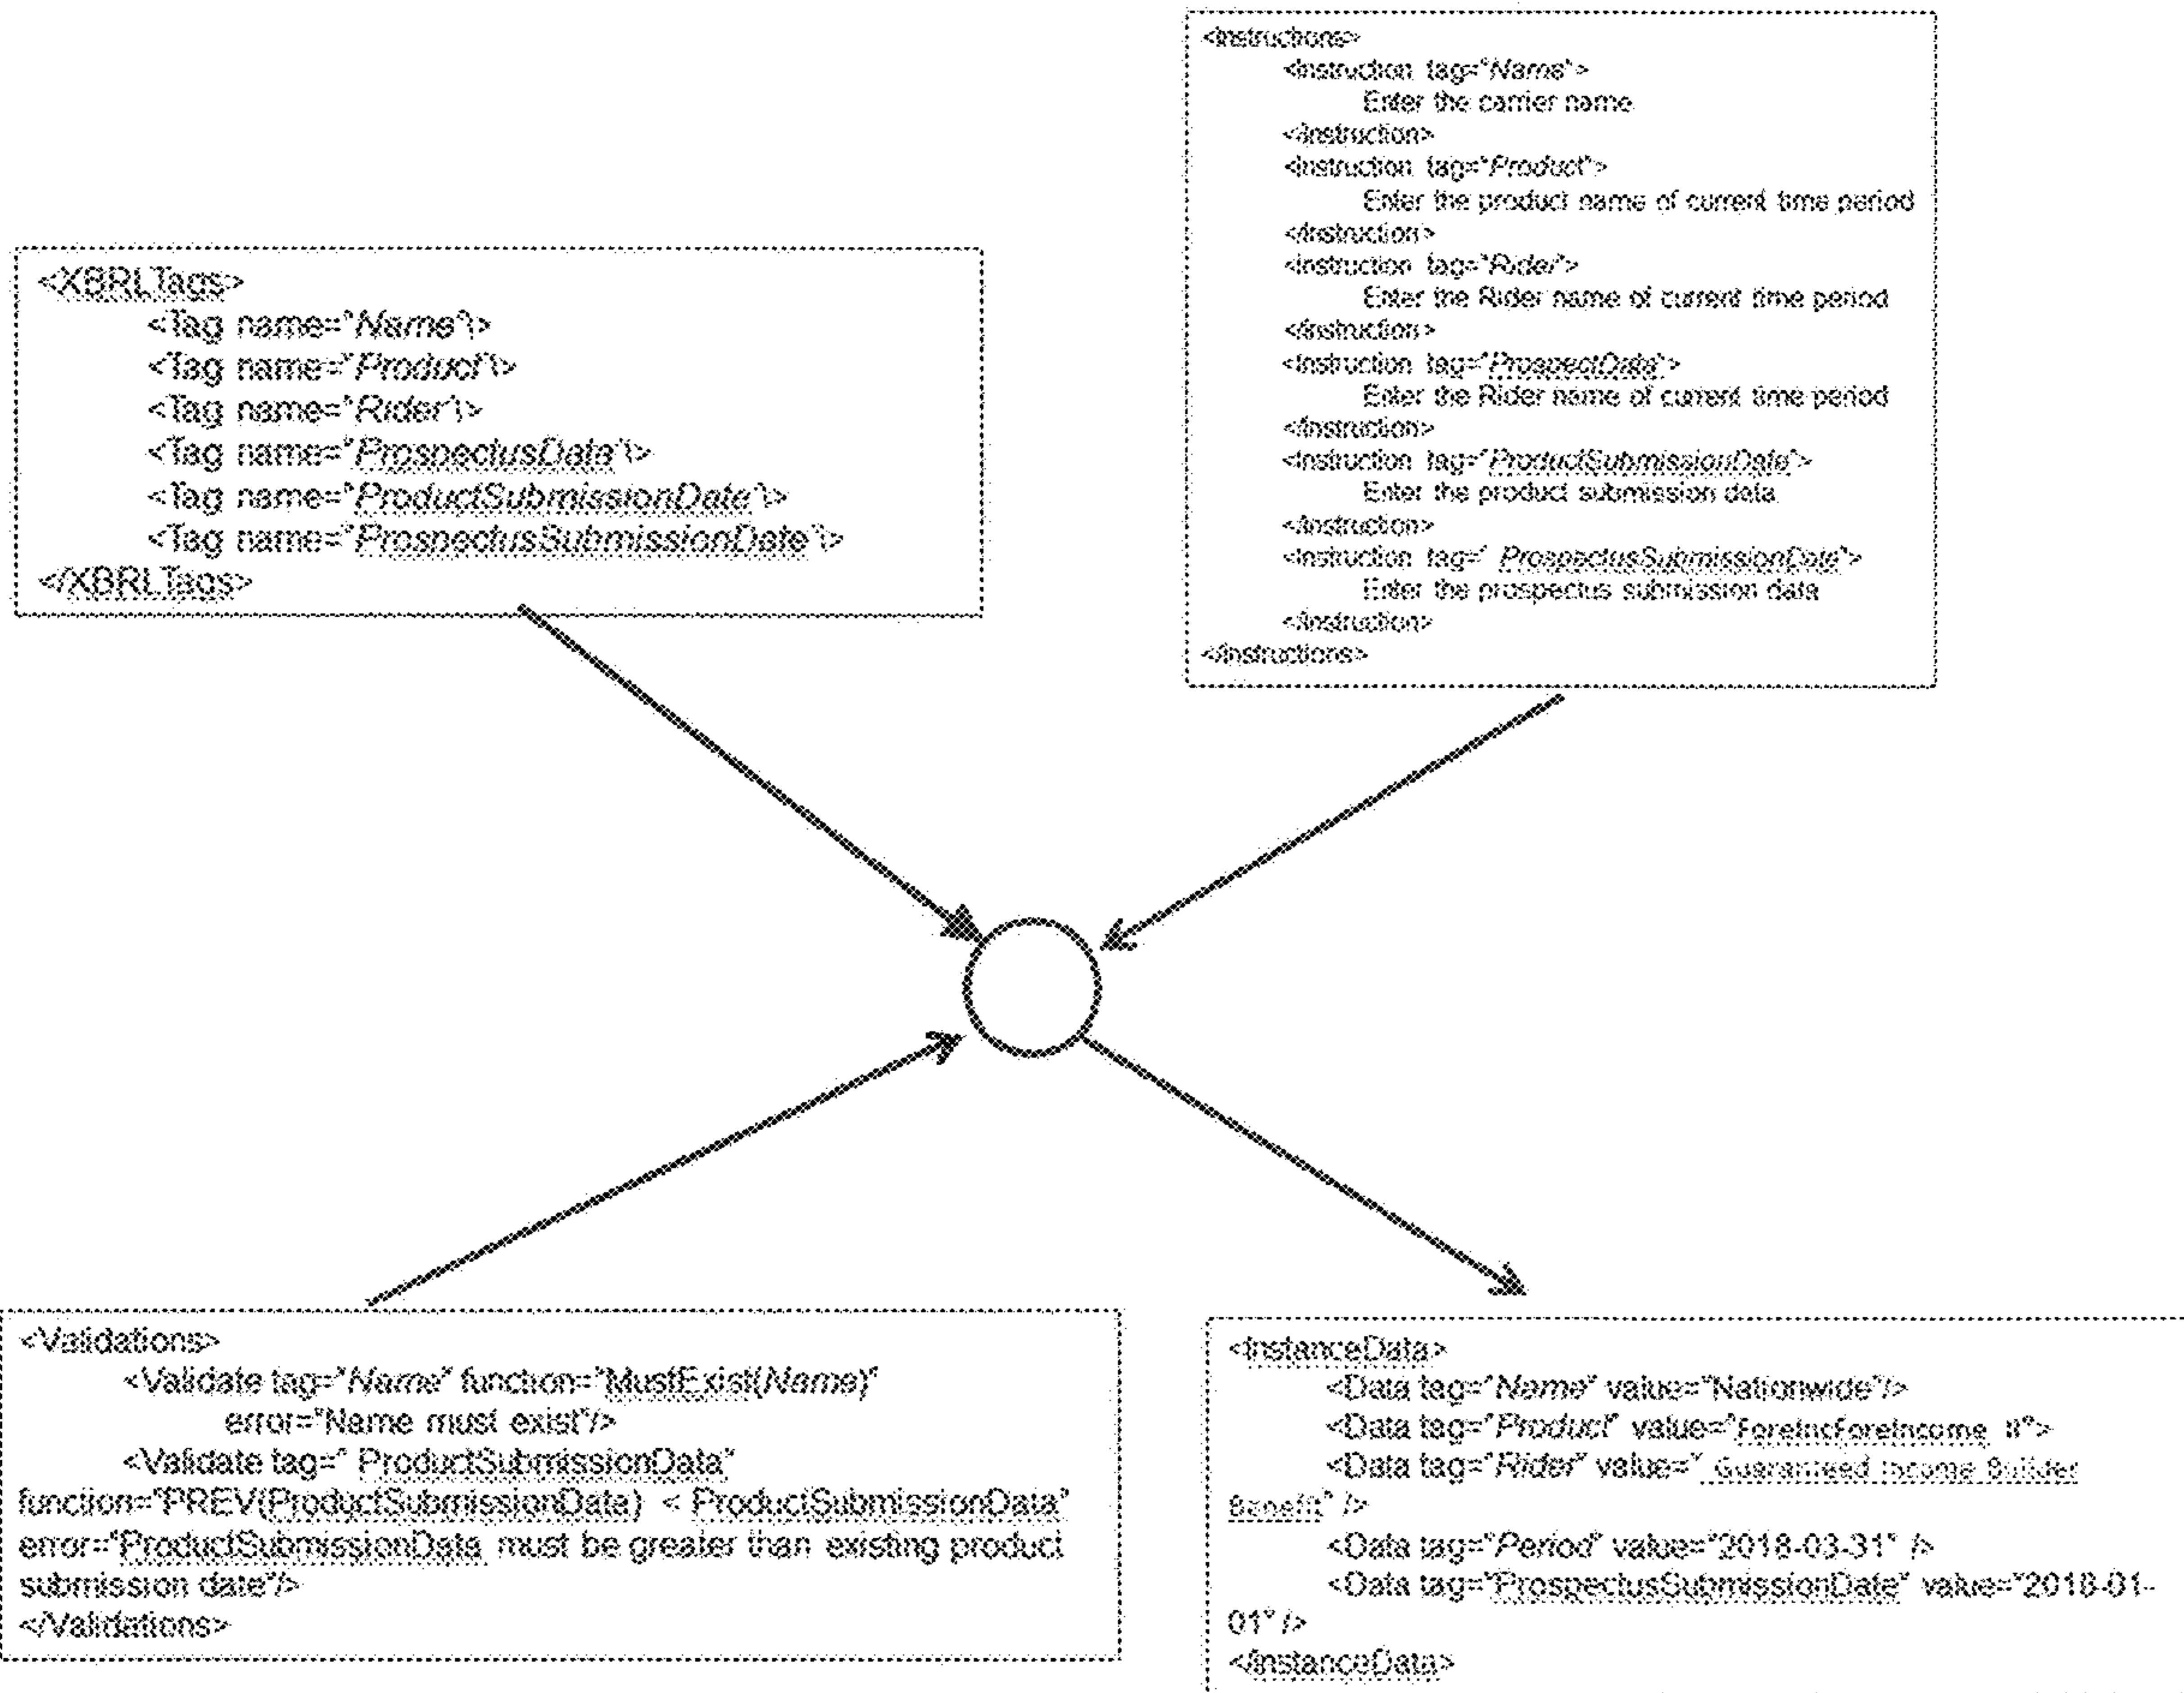 <XBRLTags>
<Tag name="Name"\>
<Tag name="Product"\>
<Tag name="Rider"\>
<Tag name="ProspectusData"\>
<Tag name="ProductSubmissionDate"\>
<Tag name="ProspectusSubmissionDate"\>
</XBRLTags>
<Instructions>
<Instruction tag="Name">
Enter the carrier name
</Instruction>
<Instruction tag="Product">
Enter the product name of current time period
</Instruction>
<Instruction tag="Rider">
Enter the Rider name of current time period
</Instruction>
<Instruction tag="ProspectData">
Enter the Rider name of current time period
</Instruction>
<Instruction tag="ProductSubmissionDate">
Enter the product submission data
</Instruction>
<Instruction tag=" ProspectusSubmissionDate">
Enter the prospectus submission data
</Instruction>
</Instructions>
<Validations>
<Validate tag="Name" function="MustExist(Name)"
error="Name must exist"/>
<Validate tag=" ProductSubmissionData"
function="PREV(ProductSubmissionData) < ProductSubmissionData"
error="ProductSubmissionData must be greater than existing product
submission date"/>
</Validations>
<InstanceData>
<Data tag="Name" value="Nationwide"/>
<Data tag="Product" value="ForeIncForeIncome II">
<Data tag="Rider" value=" Guaranteed Income Builder
Benefit" />
<Data tag="Period" value="2018-03-31" />
<Data tag="ProspectusSubmissionDate" value="2018-01-
01" />
</InstanceData>